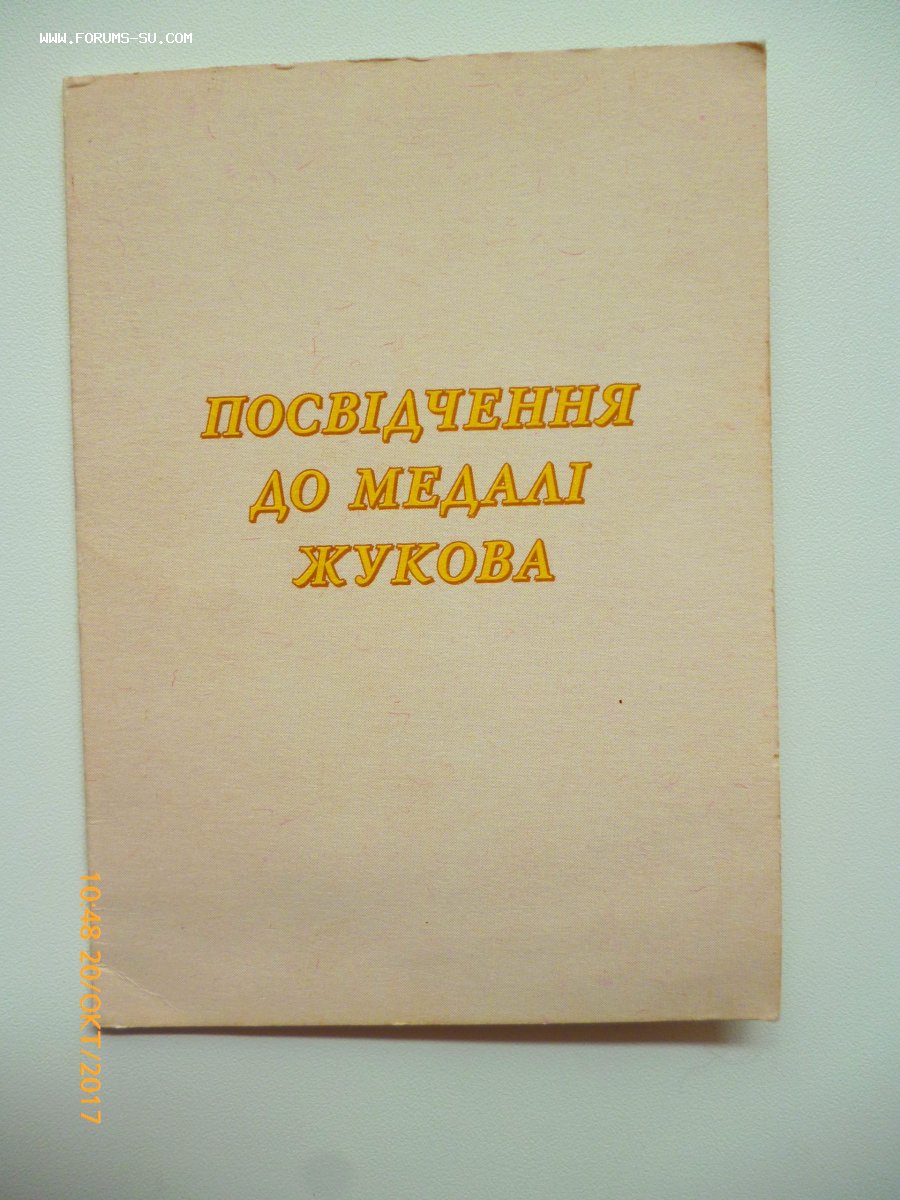 WWW.FORUMS-SU.COM
ПОСВІДЧЕННЯ
ДО МЕДАЛІ
ЖУКОВА
10:48 20/ОКТ/2017